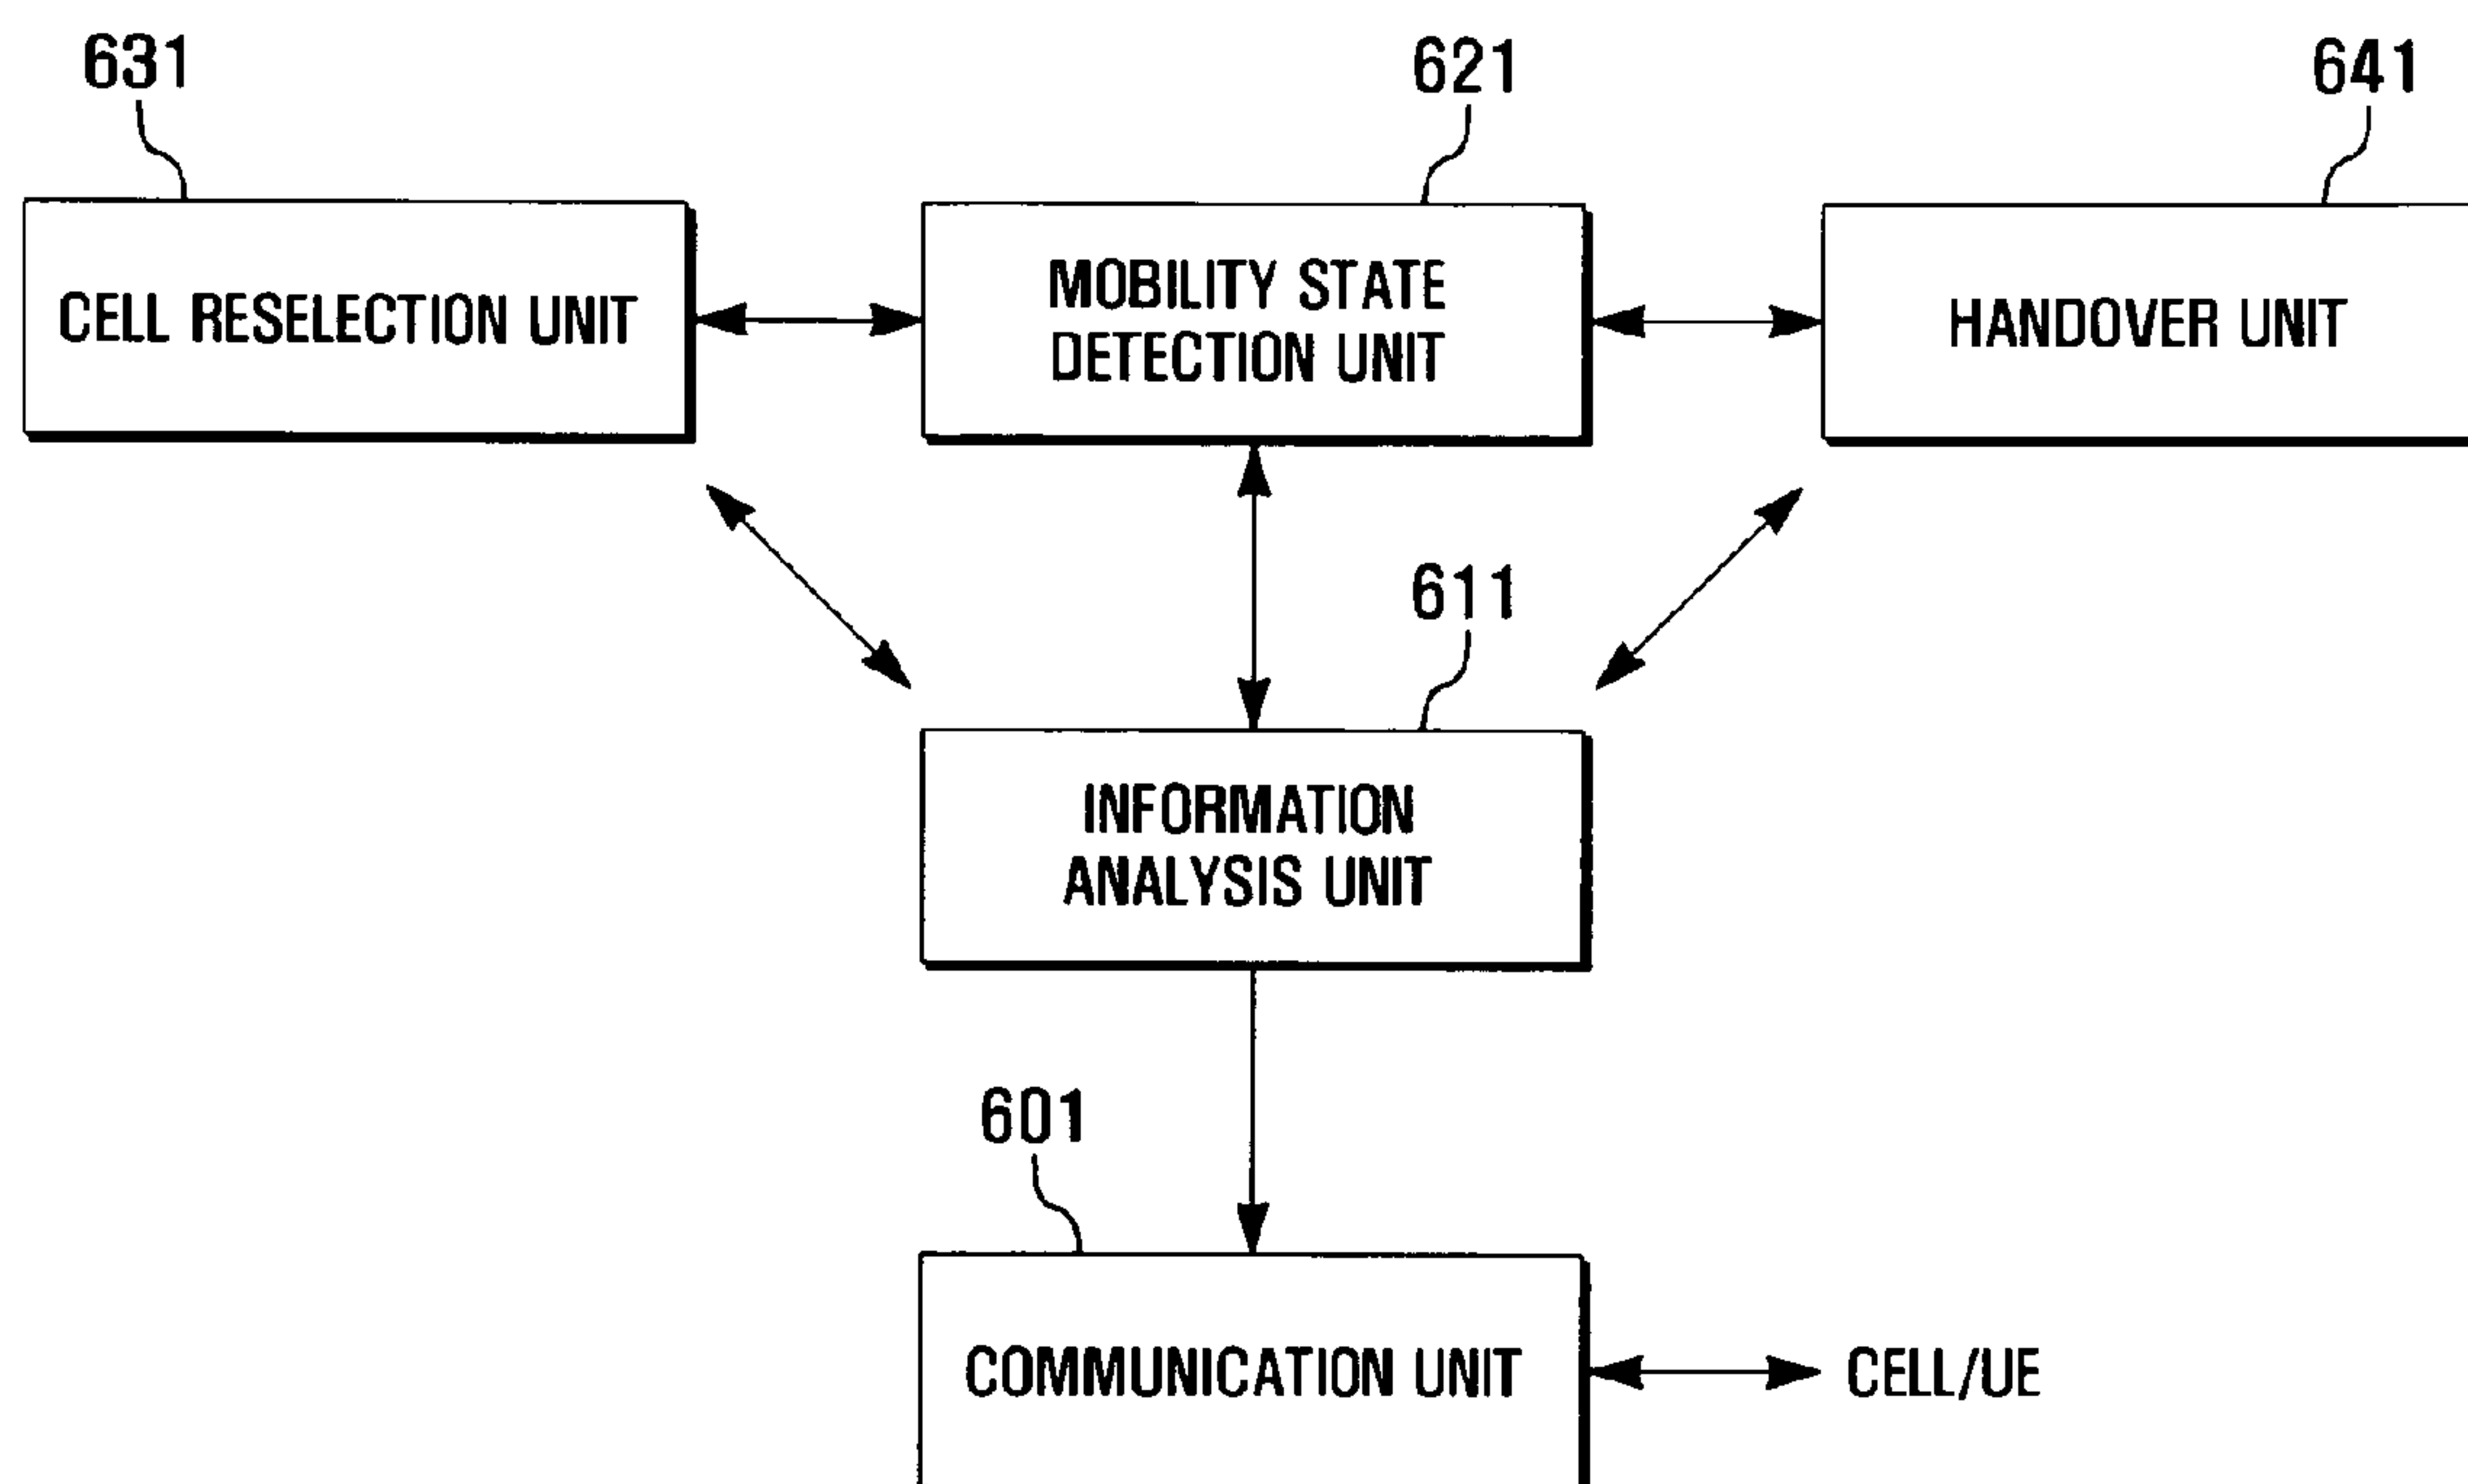 631
621
641
CELL RESELECTION UNIT
MOBILITY STATE
DETECTION UNIT
HANDOVER UNIT
611
INFORMATION
ANALYSIS UNIT
601
COMMUNICATION UNIT
CELL/UE